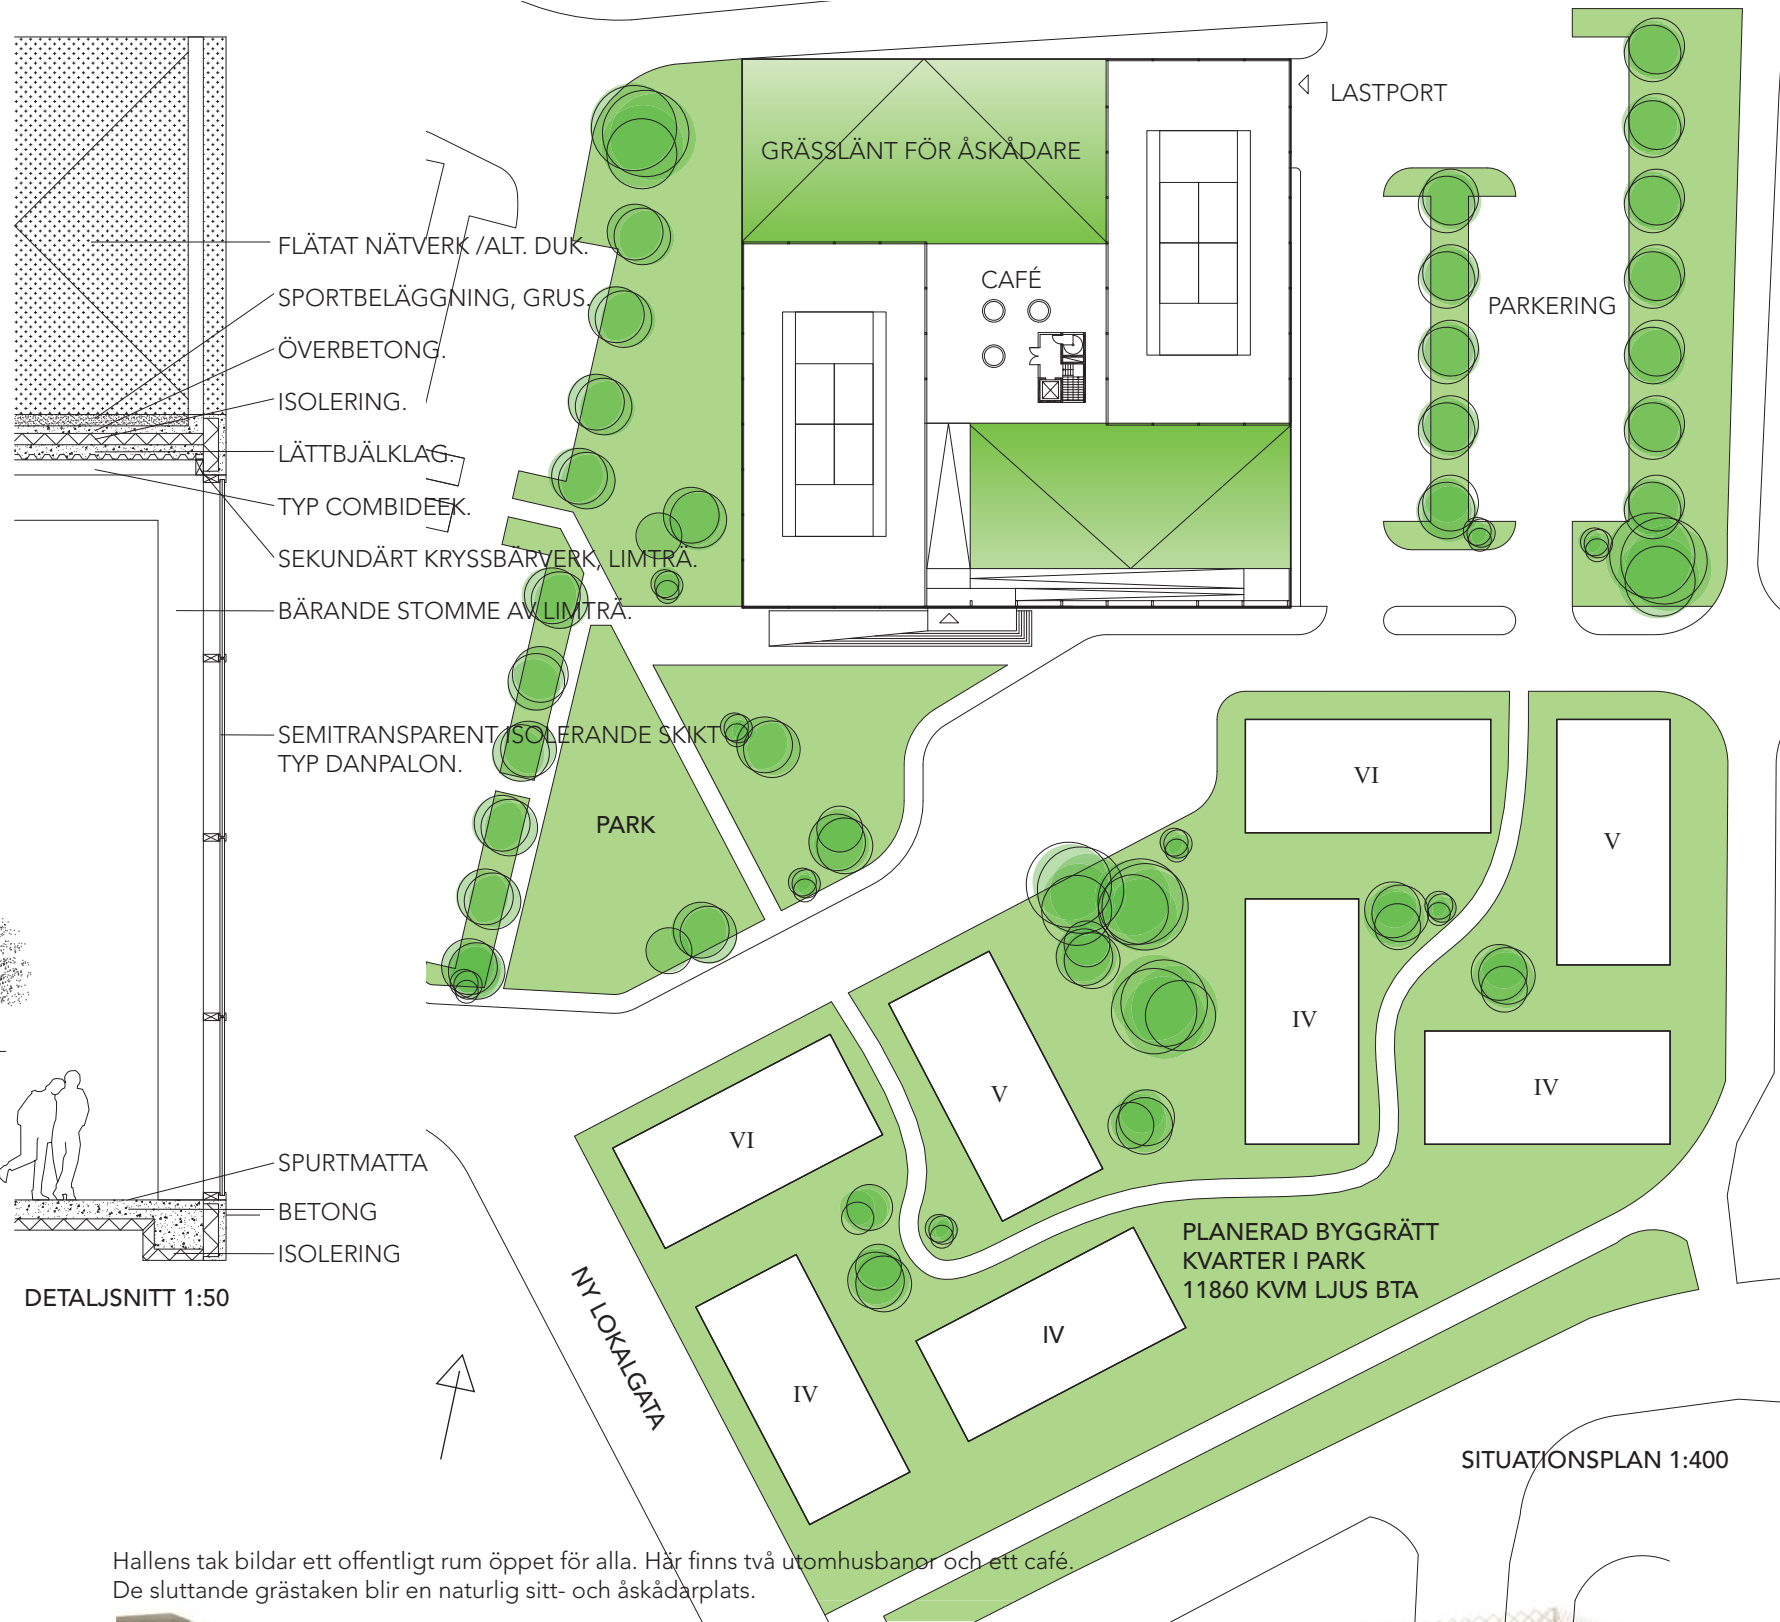 LASTPORT
GRÄSSLÄNT FÖR ÅSKÅDARE
CAFÉ
PARKERING
FLÄTAT NÄTVERK /ALT. DUK.
SPORTBELÄGGNING, GRUS.
ÖVERBETONG.
ISOLERING.
LÄTTBJÄLKLAG.
TYP COMBIDEEK.
SEKUNDÄRT KRYSSBÄRVERK, LIMTRÄ.
BÄRANDE STOMME AV LIMTRÄ.
SEMITRANSPARENT ISOLERANDE SKIKT
TYP DANPALON.
PARK
VI
V
IV
IV
V
VI
IV
IV
SPURTMATTA
BETONG
ISOLERING
DETALJSNITT 1:50
NY LOKALGATA
PLANERAD BYGGRÄTT
KVARTER I PARK
11860 KVM LJUS BTA
SITUATIONSPLAN 1:400
Hallens tak bildar ett offentligt rum öppet för alla. Här finns två utomhusbanor och ett café.
De sluttande grästaken blir en naturlig sitt- och åskådarplats.